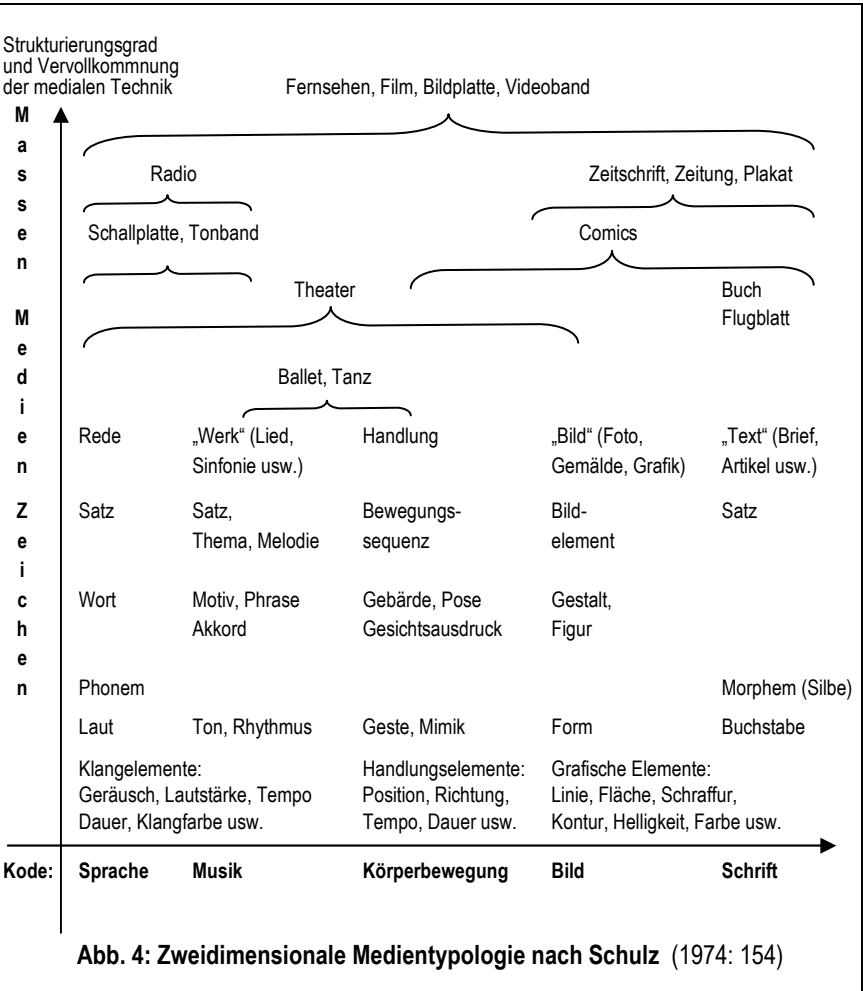 Strukturierungsgrad
und Vervollkommnung
der medialen Technik
Fernsehen, Film, Bildplatte, Videoband
Massen Medien Zeichen
Radio
Zeitschrift, Zeitung, Plakat
Schallplatte, Tonband
Comics
Theater
Buch
Flugblatt
Ballet, Tanz
Rede
„Werk“ (Lied,
Sinfonie usw.)
Handlung
„Bild“ (Foto,
Gemälde, Grafik)
„Text“ (Brief,
Artikel usw.)
Satz
Satz,
Thema, Melodie
Bewegungs-
sequenz
Bild-
element
Satz
Wort
Motiv, Phrase
Akkord
Gebärde, Pose
Gesichtsausdruck
Gestalt,
Figur
Phonem
Morphem (Silbe)
Laut
Ton, Rhythmus
Geste, Mimik
Form
Buchstabe
Klangelemente:
Geräusch, Lautstärke, Tempo
Dauer, Klangfarbe usw.
Handlungselemente:
Position, Richtung,
Tempo, Dauer usw.
Grafische Elemente:
Linie, Fläche, Schraffur,
Kontur, Helligkeit, Farbe usw.
Kode: Sprache Musik Körperbewegung Bild Schrift
Abb. 4: Zweidimensionale Medientypologie nach Schulz (1974: 154)